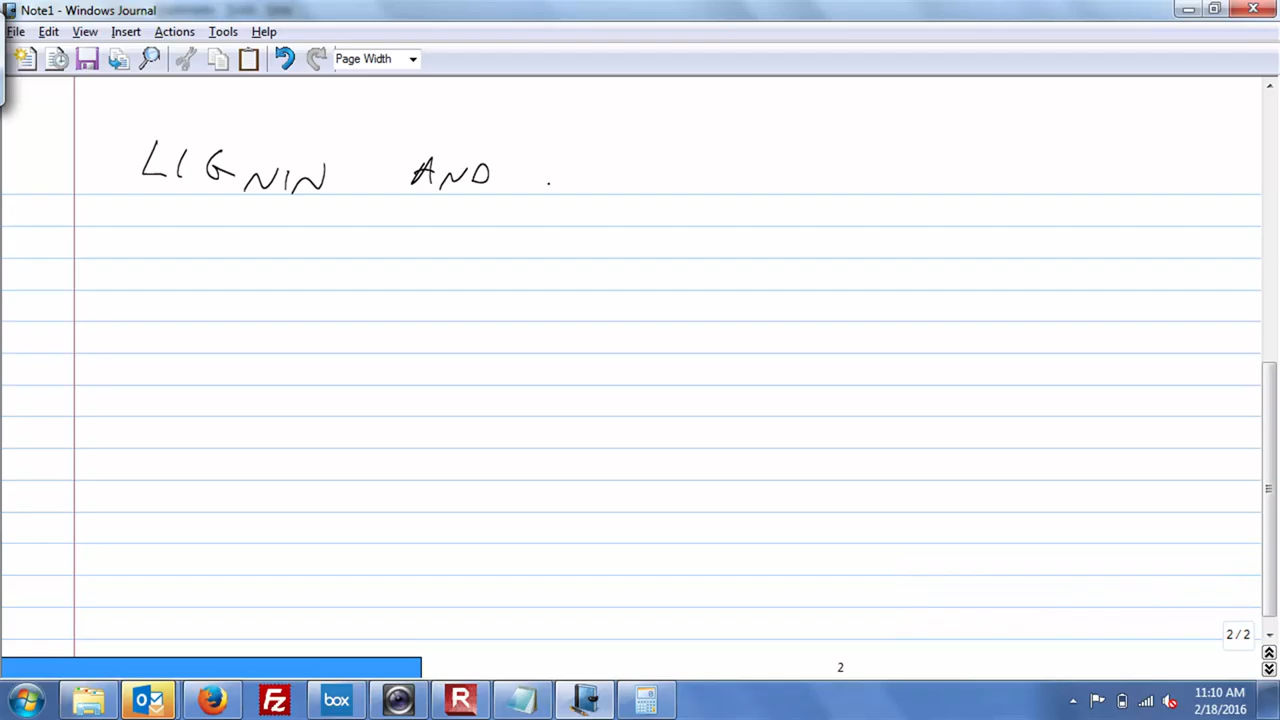 Note1 - Windows Journal
File Edit View Insert Actions Tools Help
Page Width
LIGNIN AND
2 / 2
2
box
11:10 AM
2/18/2016